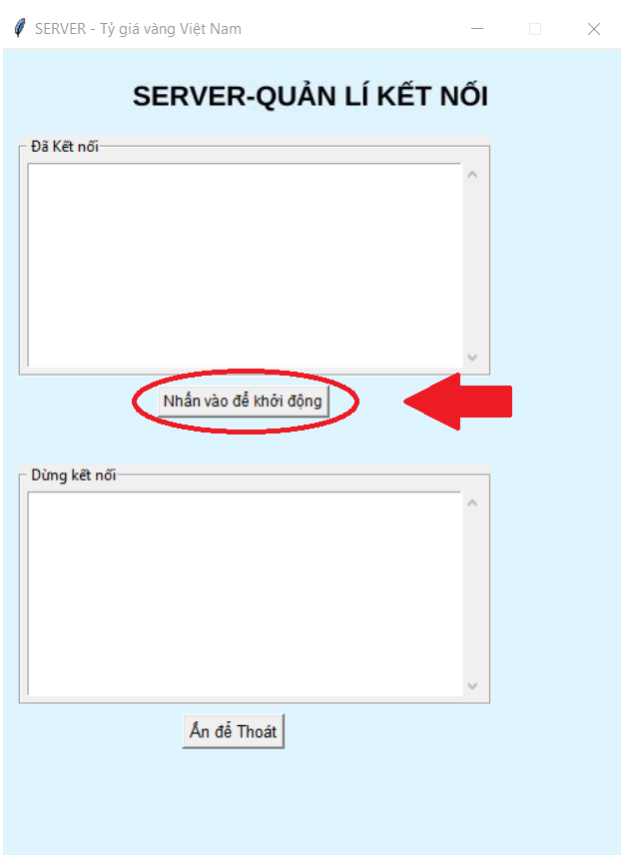 SERVER - Tỷ giá vàng Việt Nam
SERVER-QUẢN LÍ KẾT NỐI
Đã Kết nối
Nhấn vào để khởi động
Dừng kết nối
Ấn để Thoát